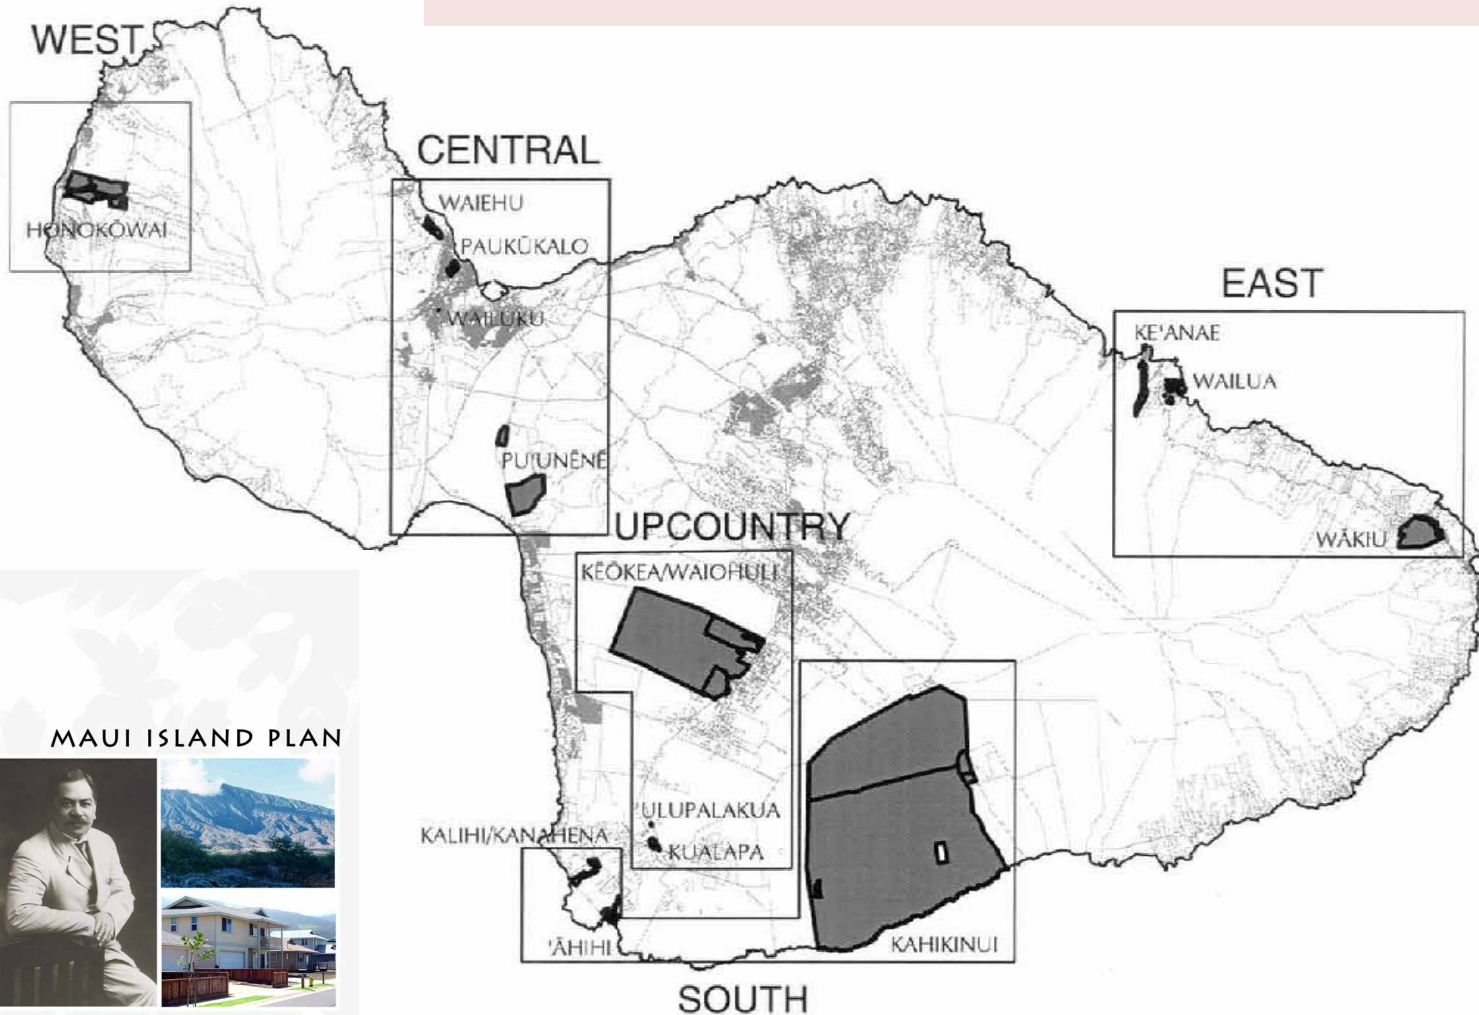 WEST
HONOKŌWAI
CENTRAL
WAIEHU
PAUKŪKALO
WAILUKU
PU'UNĒNĒ
EAST
KE'ANAE
WAILUA
WĀKIU
UPCOUNTRY
KĒŌKEA/WAIOHULI
'ULUPALAKUA
KUALAPA
KALIHI/KANAHENA
'ĀHIHI
KAHIKINUI
SOUTH
MAUI ISLAND PLAN